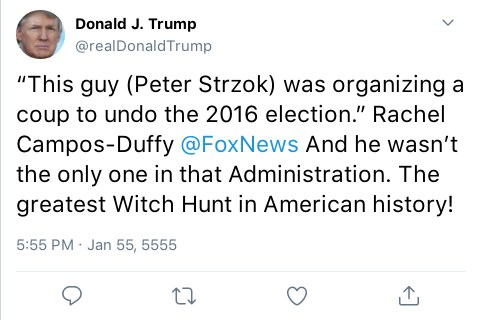 Donald J. Trump
@realDonaldTrump
“This guy (Peter Strzok) was organizing a
coup to undo the 2016 election.” Rachel
Campos-Duffy @FoxNews And he wasn’t
the only one in that Administration. The
greatest Witch Hunt in American history!
5:55 PM · Jan 55, 5555